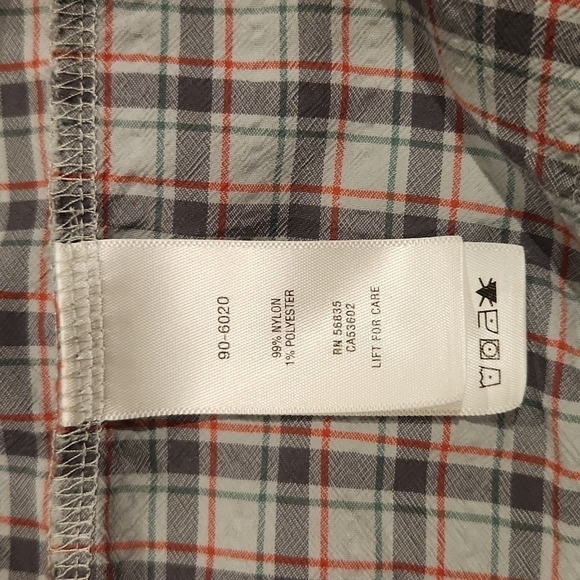 90-6020
99% NYLON
1% POLYESTER
RN 56835
CA53602
LIFT FOR CARE